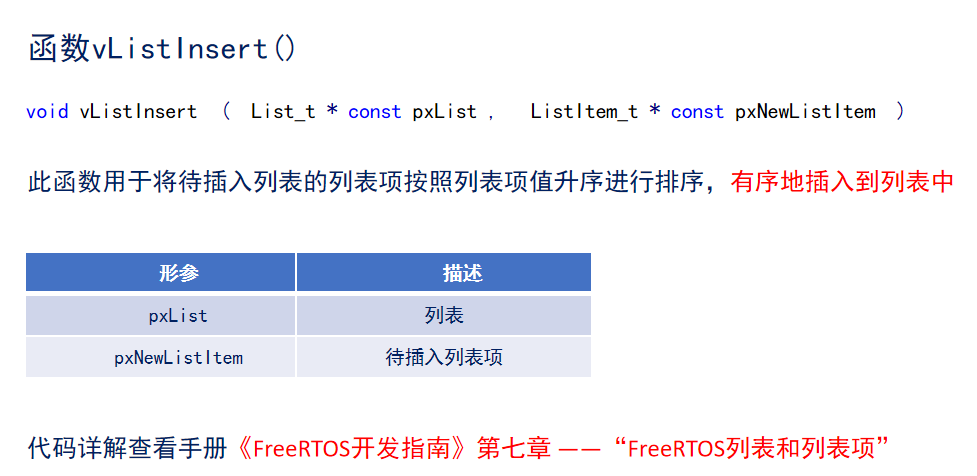 函数vListInsert()
void vListInsert ( List_t * const pxList , ListItem_t * const pxNewListItem )
此函数用于将待插入列表的列表项按照列表项值升序进行排序，有序地插入到列表中
形参 描述
pxList 列表
pxNewListItem 待插入列表项
代码详解查看手册《FreeRTOS开发指南》第七章 —— “FreeRTOS列表和列表项”